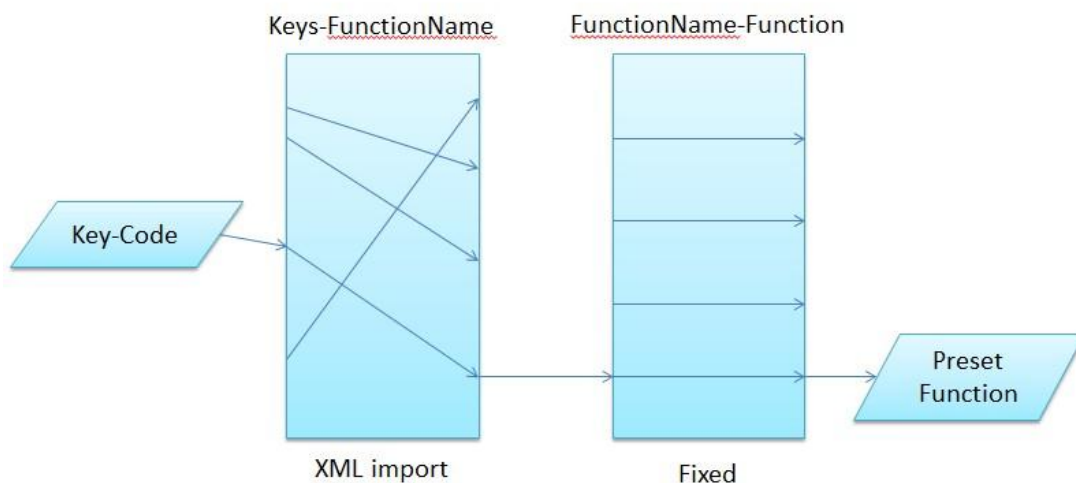 Keys-FunctionName
FunctionName-Function
Key-Code
Preset
Function
XML import
Fixed